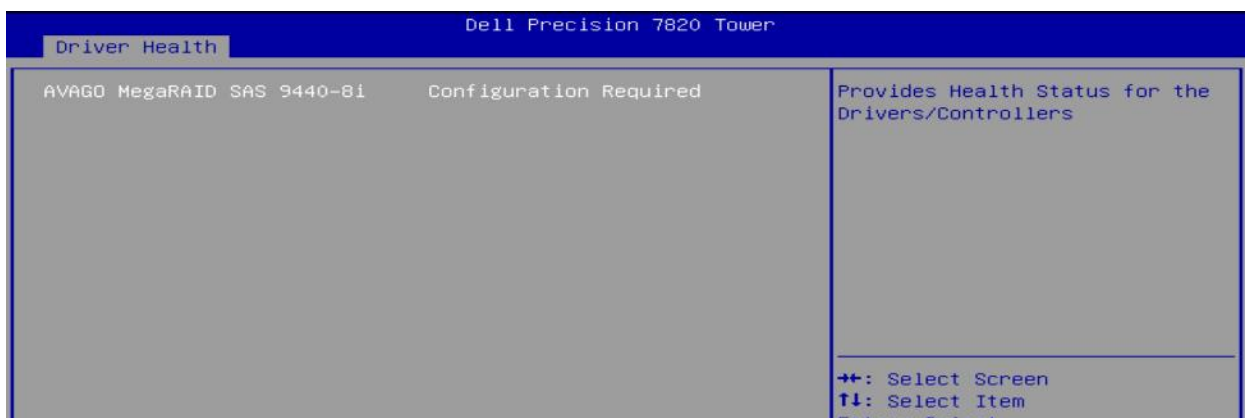 Dell Precision 7820 Tower
Driver Health
AVAGO MegaRAID SAS 9440-8i Configuration Required
Provides Health Status for the
Drivers/Controllers
→←: Select Screen
↑↓: Select Item